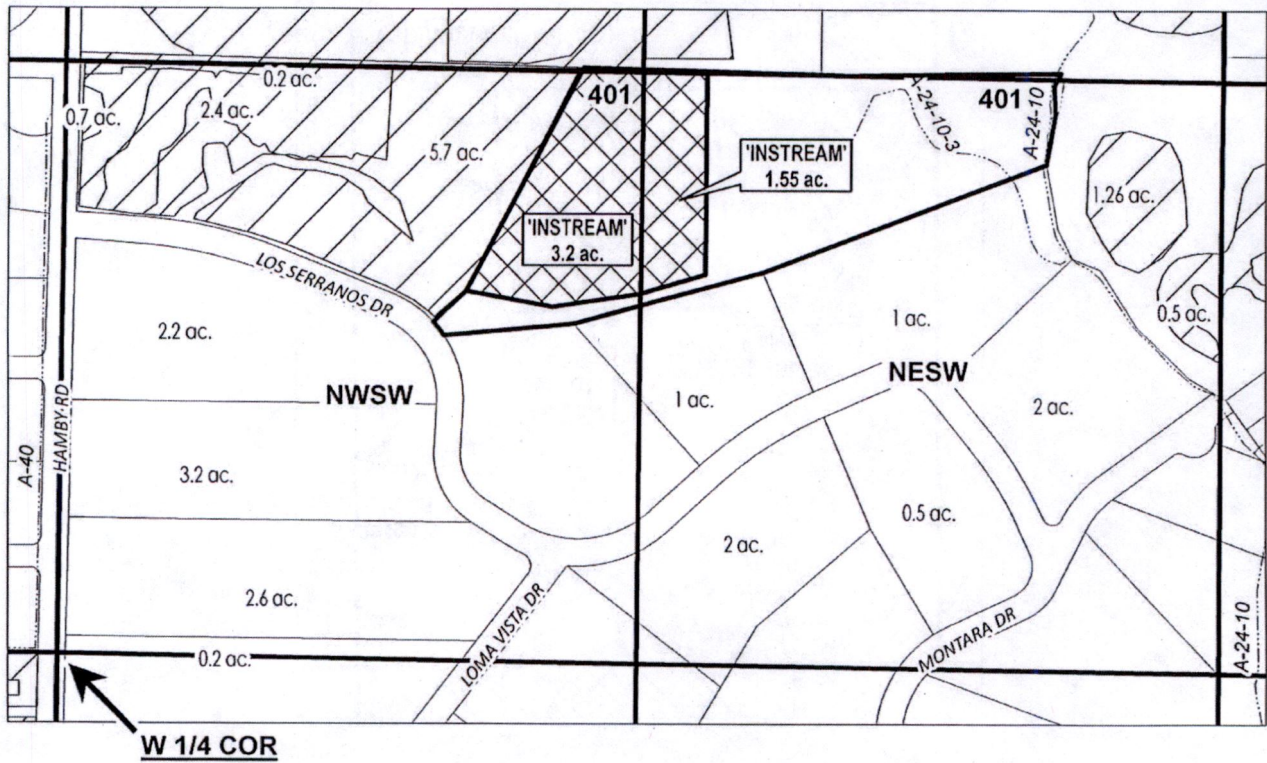 0.2 ac.
401
401
0.7 ac.
2.4 ac.
A-24-10-3
A-24-10
5.7 ac.
'INSTREAM'
1.55 ac.
1.26 ac.
'INSTREAM'
3.2 ac.
LOS SERRANOS DR
0.5 ac.
2.2 ac.
1 ac.
NWSW
NESW
1 ac.
2 ac.
HAMBY RD
A-40
3.2 ac.
0.5 ac.
2 ac.
2.6 ac.
LOMA VISTA DR
MONTARA DR
A-24-10
0.2 ac.
W 1/4 COR